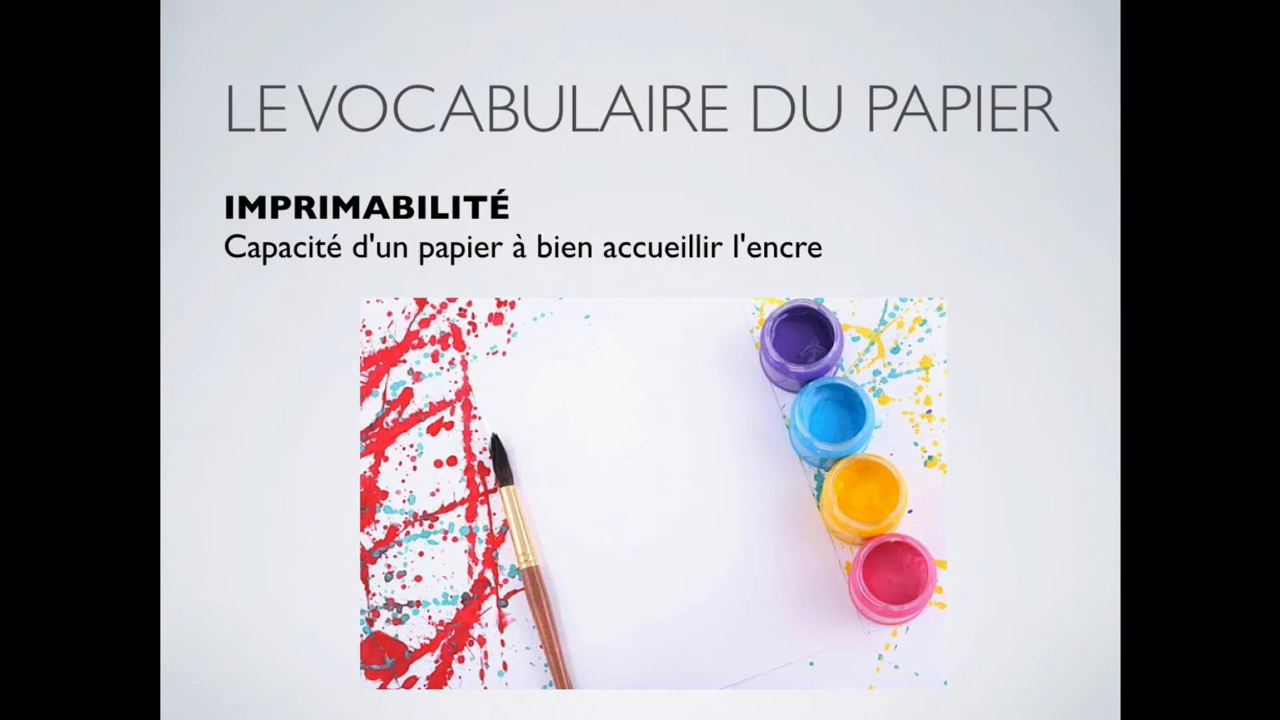 LE VOCABULAIRE DU PAPIER
IMPRIMABILITÉ
Capacité d'un papier à bien accueillir l'encre